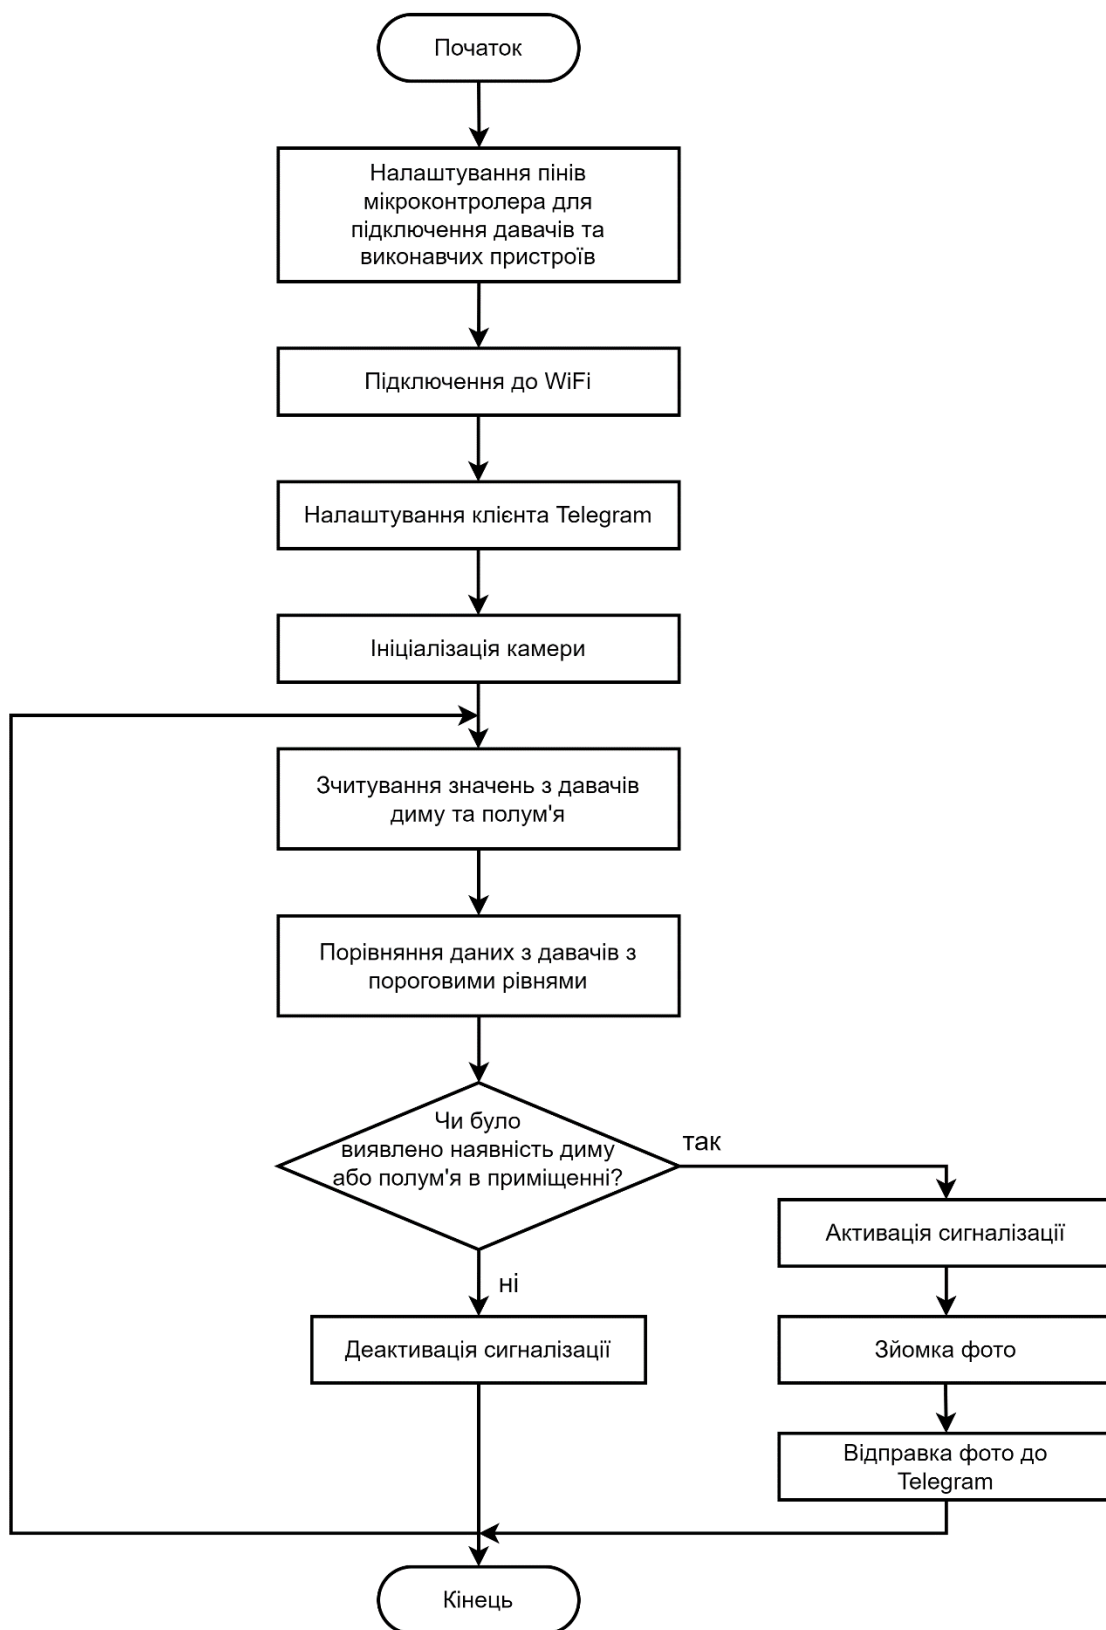 Початок
Налаштування пінів
мікроконтролера для
підключення давачів та
виконавчих пристроїв
Підключення до WiFi
Налаштування клієнта Telegram
Ініціалізація камери
Зчитування значень з давачів
диму та полум'я
Порівняння даних з давачів з
пороговими рівнями
Чи було
виявлено наявність диму
або полум'я в приміщенні?
так
Активація сигналізації
ні
Деактивація сигналізації
Зйомка фото
Відправка фото до
Telegram
Кінець